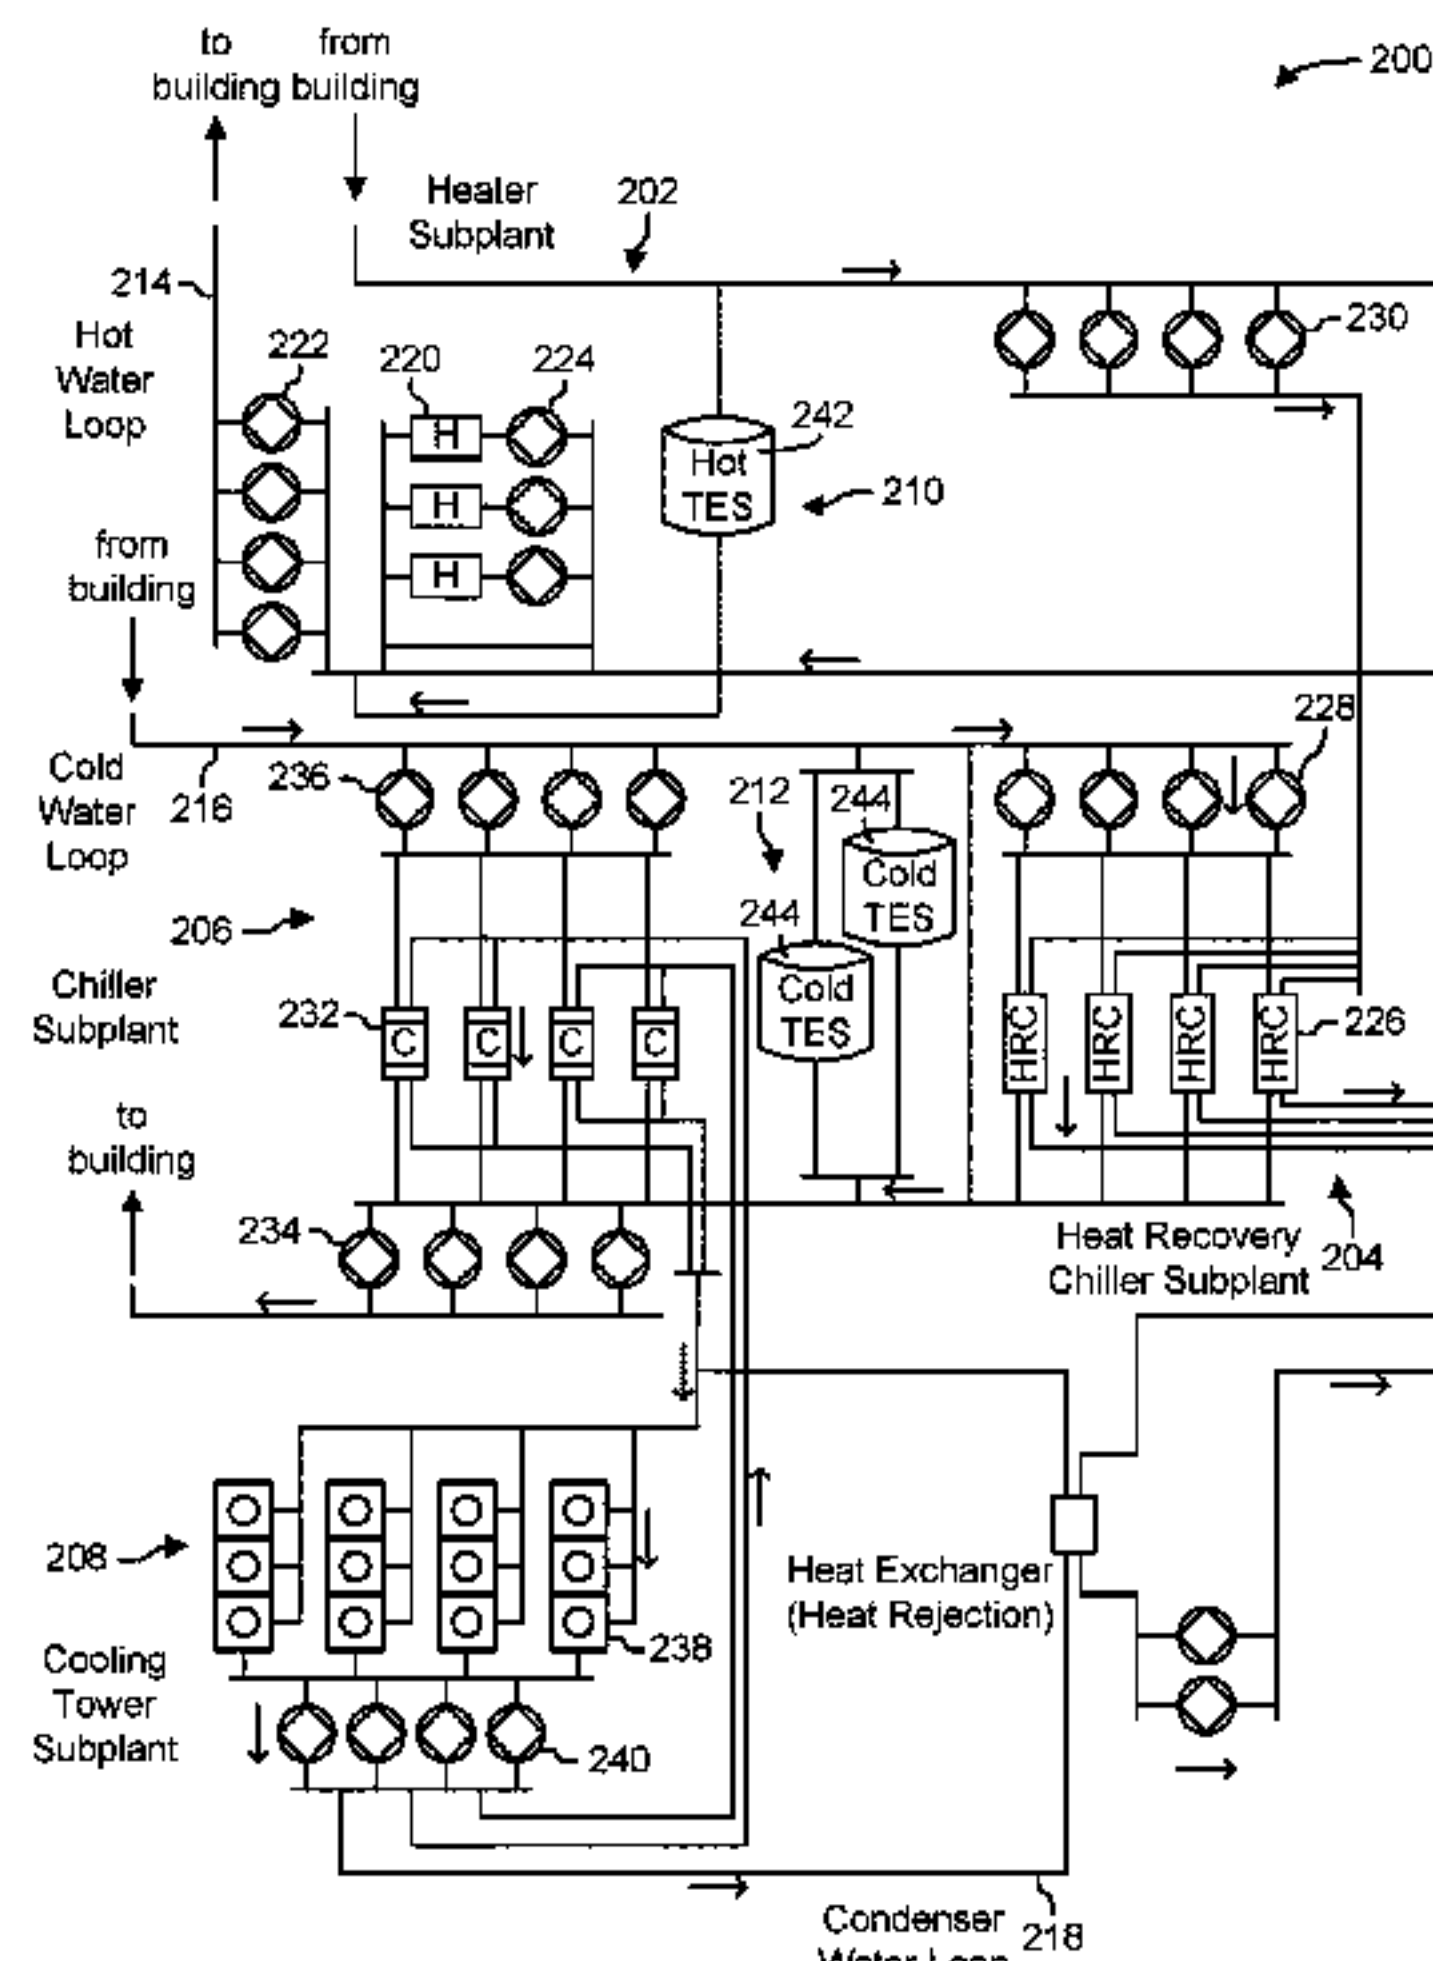 to from
building building
200
Heater
Subplant
202
214
Hot
Water
Loop
222
220
224
230
H
H
H
242
Hot
TES
210
from
building
228
Cold
Water
Loop
216
236
212
244
Cold
TES
244
Cold
TES
206
Chiller
Subplant
232
C
C
C
C
HRC
HRC
HRC
HRC
226
to
building
234
Heat Recovery
Chiller Subplant
204
208
Heat Exchanger
(Heat Rejection)
238
Cooling
Tower
Subplant
240
Condenser
Water Loop
218